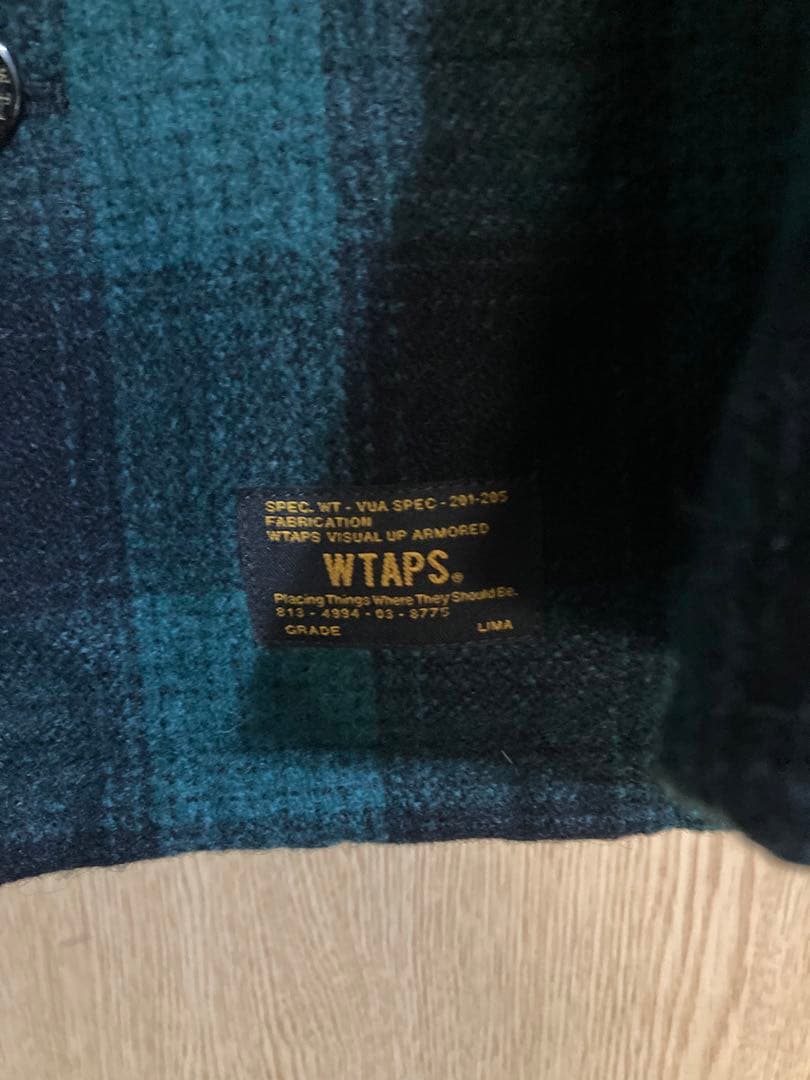 SPEC. WT - VUA SPEC - 201-205
FABRICATION
WTAPS VISUAL UP ARMORED
WTAPS®
Placing Things Where They Should Be.
813 - 4994 - 03 - 8775
GRADE LIMA